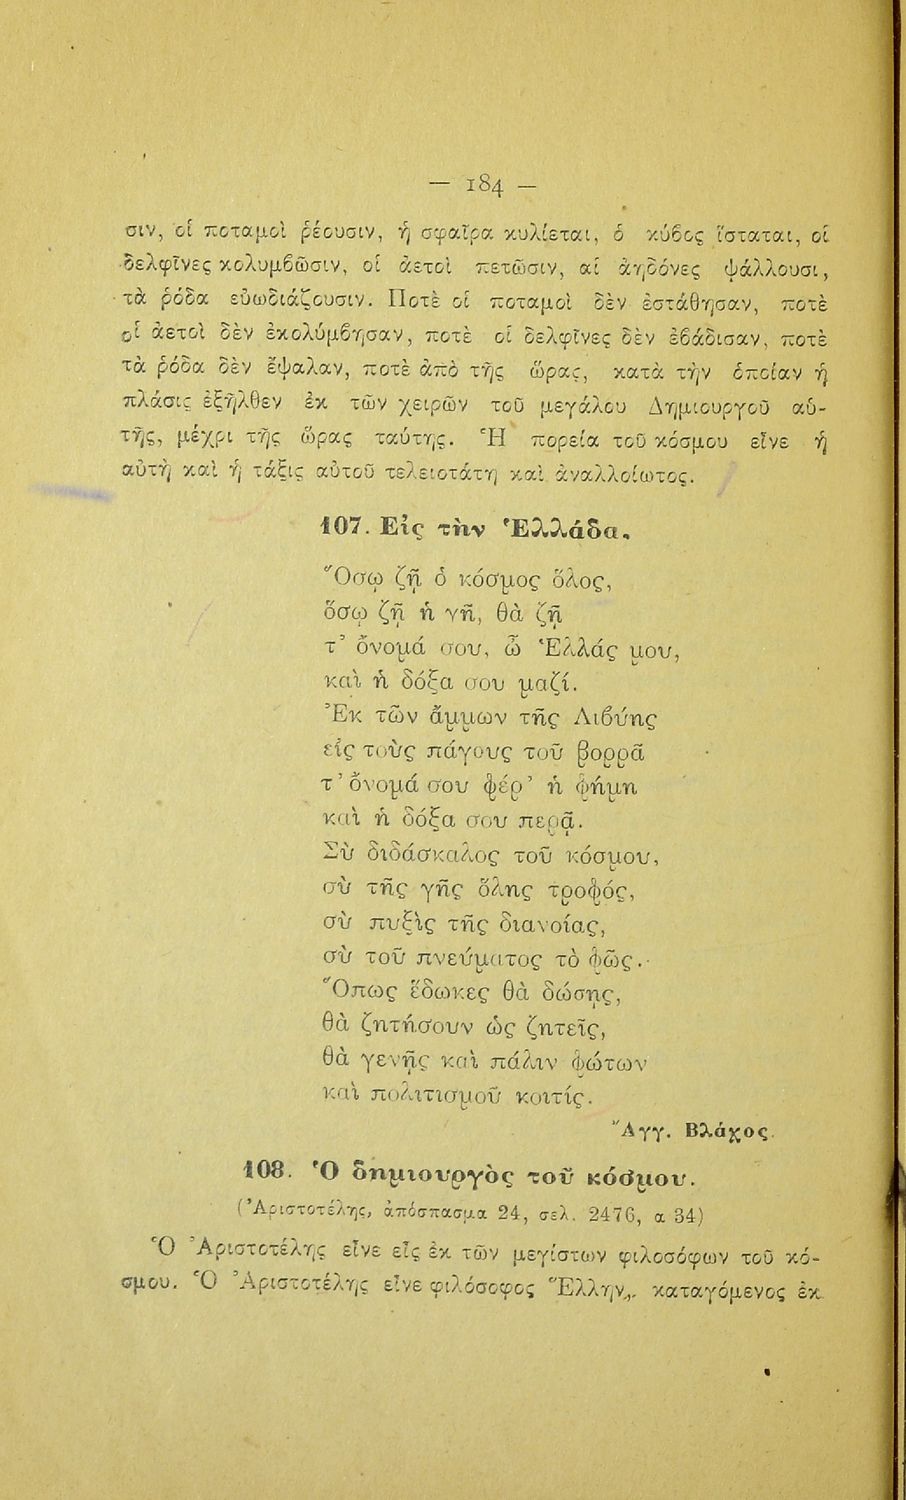 — 184 —
σιν, οἱ ποταμοὶ ῥέουσιν, ἡ σφαῖρα κυλίεται, ὁ κύβος ἵσταται, οἱ
δελφῖνες κολυμβῶσιν, οἱ ἀετοὶ πετῶσιν, αἱ ἀηδόνες ψάλλουσι,
τὰ ῥόδα εὐωδιάζουσιν. Ποτὲ οἱ ποταμοὶ δὲν ἐστάθησαν, ποτὲ
οἱ ἀετοὶ δὲν ἐκολύμβησαν, ποτὲ οἱ δελφῖνες δὲν ἐβάδισαν, ποτὲ
τὰ ῥόδα δὲν ἔψαλαν, ποτὲ ἀπὸ τῆς ὥρας, κατὰ τὴν ὁποίαν ἡ
πλάσις ἐξῆλθεν ἐκ τῶν χειρῶν τοῦ μεγάλου Δημιουργοῦ αὐ-
τῆς, μέχρι τῆς ὥρας ταύτης. Ἡ πορεία τοῦ κόσμου εἶνε ἡ
αὐτὴ καὶ ἡ τάξις αὐτοῦ τελειοτάτη καὶ ἀναλλοίωτος.
107. Εἰς τὴν Ἑλλάδα.
Ὅσῳ ζῇ ὁ κόσμος ὅλος,
ὅσῳ ζῇ ἡ γῆ, θὰ ζῇ
τ' ὄνομά σου, ὦ Ἑλλάς μου,
καὶ ἡ δόξα σου μαζί.
Ἐκ τῶν ἄμμων τῆς Λιβύης
εἰς τοὺς πάγους τοῦ βορρᾶ
τ' ὄνομά σου φέρ' ἡ φήμη
καὶ ἡ δόξα σου περᾷ.
Σὺ διδάσκαλος τοῦ κόσμου,
σὺ τῆς γῆς ὅλης τροφός,
σὺ πυξὶς τῆς διανοίας,
σὺ τοῦ πνεύματος τὸ φῶς.
Ὅπως ἔδωκες θὰ δώσῃς,
θὰ ζητήσουν ὡς ζητεῖς,
θὰ γενῇς καὶ πάλιν φώτων
καὶ πολιτισμοῦ κοιτίς.
Ἄγγ. Βλάχος.
108. Ὁ δημιουργὸς τοῦ κόσμου.
(Ἀριστοτέλης, ἀπόσπασμα 24, σελ. 2476, α 34)
Ὁ Ἀριστοτέλης εἶνε εἷς ἐκ τῶν μεγίστων φιλοσόφων τοῦ κό-
σμου. Ὁ Ἀριστοτέλης εἶνε φιλόσοφος Ἕλλην, καταγόμενος ἐκ